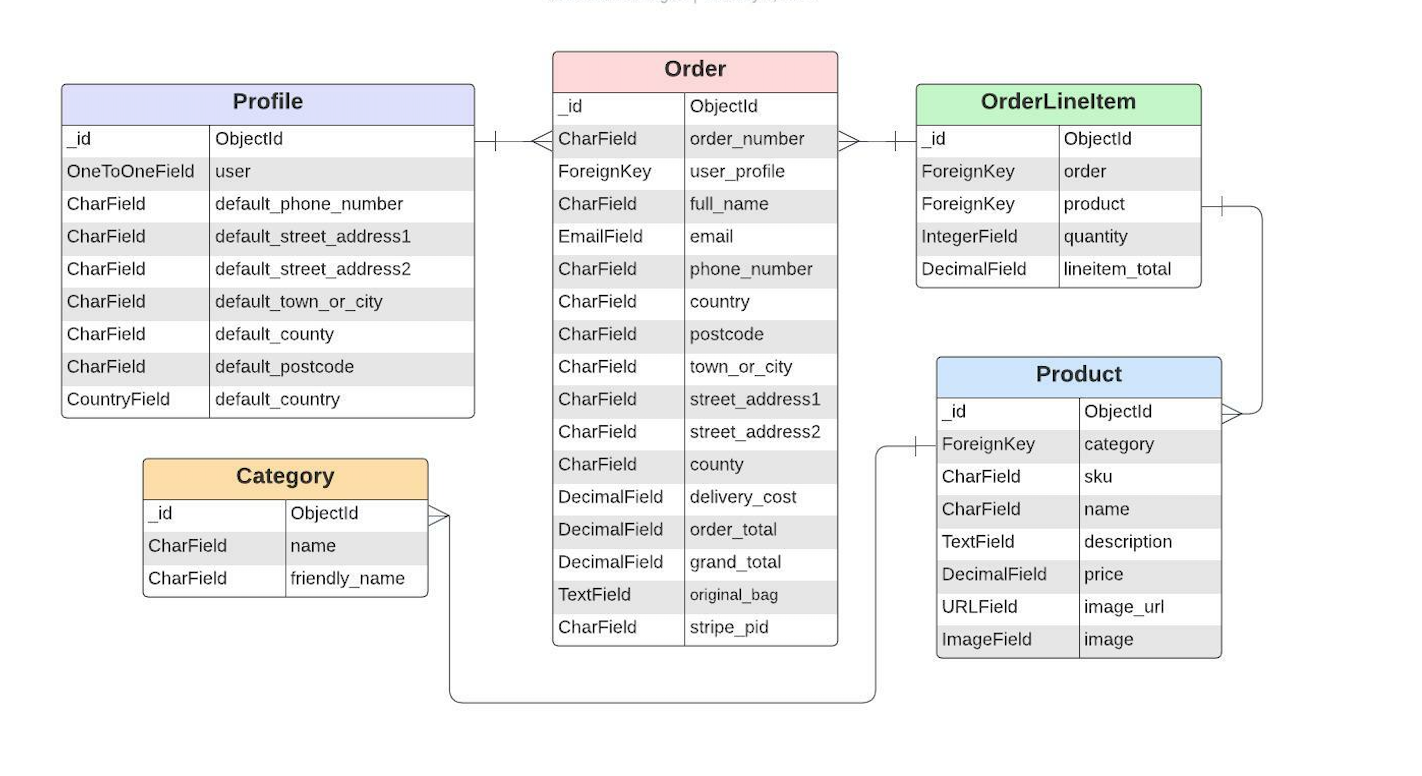 Profile
_id ObjectId
OneToOneField user
CharField default_phone_number
CharField default_street_address1
CharField default_street_address2
CharField default_town_or_city
CharField default_county
CharField default_postcode
CountryField default_country
Category
_id ObjectId
CharField name
CharField friendly_name
Order
_id ObjectId
CharField order_number
ForeignKey user_profile
CharField full_name
EmailField email
CharField phone_number
CharField country
CharField postcode
CharField town_or_city
CharField street_address1
CharField street_address2
CharField county
DecimalField delivery_cost
DecimalField order_total
DecimalField grand_total
TextField original_bag
CharField stripe_pid
OrderLineItem
_id ObjectId
ForeignKey order
ForeignKey product
IntegerField quantity
DecimalField lineitem_total
Product
_id ObjectId
ForeignKey category
CharField sku
CharField name
TextField description
DecimalField price
URLField image_url
ImageField image